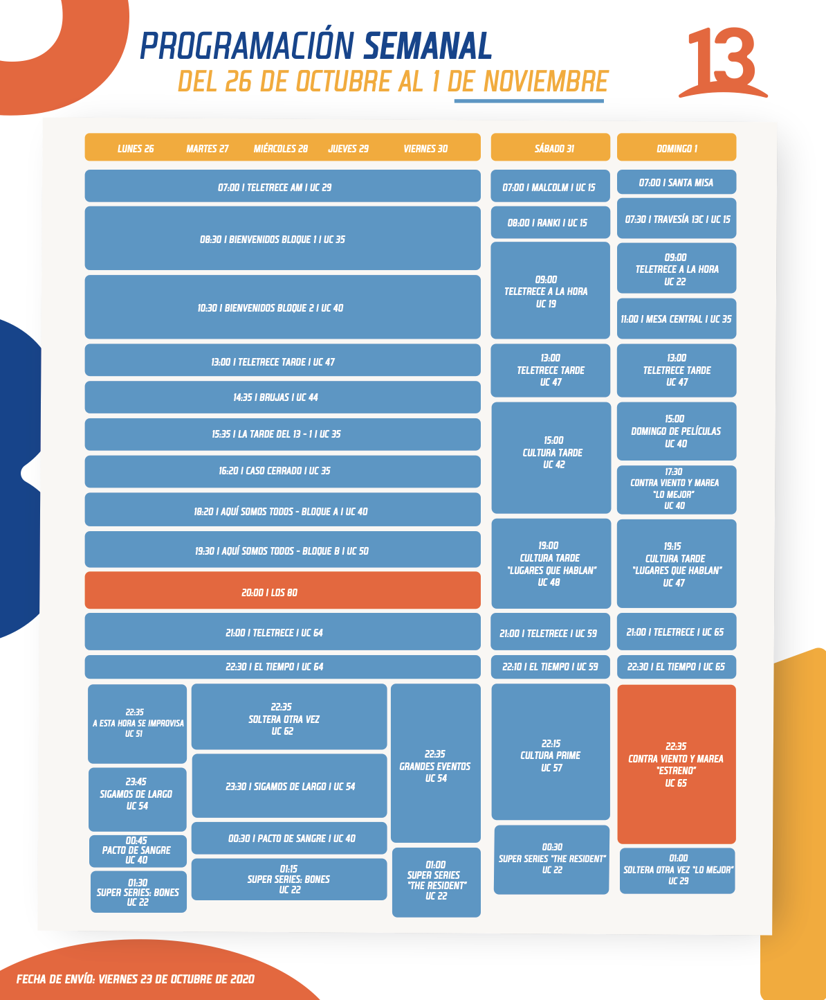 PROGRAMACIÓN SEMANAL
DEL 26 DE OCTUBRE AL 1 DE NOVIEMBRE
13
LUNES 26 MARTES 27 MIÉRCOLES 28 JUEVES 29 VIERNES 30
07:00 I TELETRECE AM I UC 29
08:30 I BIENVENIDOS BLOQUE 1 I UC 35
10:30 I BIENVENIDOS BLOQUE 2 I UC 40
13:00 I TELETRECE TARDE I UC 47
14:35 I BRUJAS I UC 44
15:35 I LA TARDE DEL 13 - 1 I UC 35
16:20 I CASO CERRADO I UC 35
18:20 I AQUÍ SOMOS TODOS - BLOQUE A I UC 40
19:30 I AQUÍ SOMOS TODOS - BLOQUE B I UC 50
20:00 I LOS 80
21:00 I TELETRECE I UC 64
22:30 I EL TIEMPO I UC 64
22:35
A ESTA HORA SE IMPROVISA
UC 51
23:45
SIGAMOS DE LARGO
UC 54
00:45
PACTO DE SANGRE
UC 40
01:30
SUPER SERIES: BONES
UC 22
22:35
SOLTERA OTRA VEZ
UC 62
23:30 I SIGAMOS DE LARGO I UC 54
00:30 I PACTO DE SANGRE I UC 40
01:15
SUPER SERIES: BONES
UC 22
22:35
GRANDES EVENTOS
UC 54
01:00
SUPER SERIES
"THE RESIDENT"
UC 22
SÁBADO 31
07:00 I MALCOLM I UC 15
08:00 I RANKI I UC 15
09:00
TELETRECE A LA HORA
UC 19
13:00
TELETRECE TARDE
UC 47
15:00
CULTURA TARDE
UC 42
19:00
CULTURA TARDE
"LUGARES QUE HABLAN"
UC 48
21:00 I TELETRECE I UC 59
22:10 I EL TIEMPO I UC 59
22:15
CULTURA PRIME
UC 57
00:30
SUPER SERIES "THE RESIDENT"
UC 22
DOMINGO 1
07:00 I SANTA MISA
07:30 I TRAVESÍA 13C I UC 15
09:00
TELETRECE A LA HORA
UC 22
11:00 I MESA CENTRAL I UC 35
13:00
TELETRECE TARDE
UC 47
15:00
DOMINGO DE PELÍCULAS
UC 40
17:30
CONTRA VIENTO Y MAREA
"LO MEJOR"
UC 40
19:15
CULTURA TARDE
"LUGARES QUE HABLAN"
UC 47
21:00 I TELETRECE I UC 65
22:30 I EL TIEMPO I UC 65
22:35
CONTRA VIENTO Y MAREA
"ESTRENO"
UC 65
01:00
SOLTERA OTRA VEZ "LO MEJOR"
UC 29
FECHA DE ENVÍO: VIERNES 23 DE OCTUBRE DE 2020